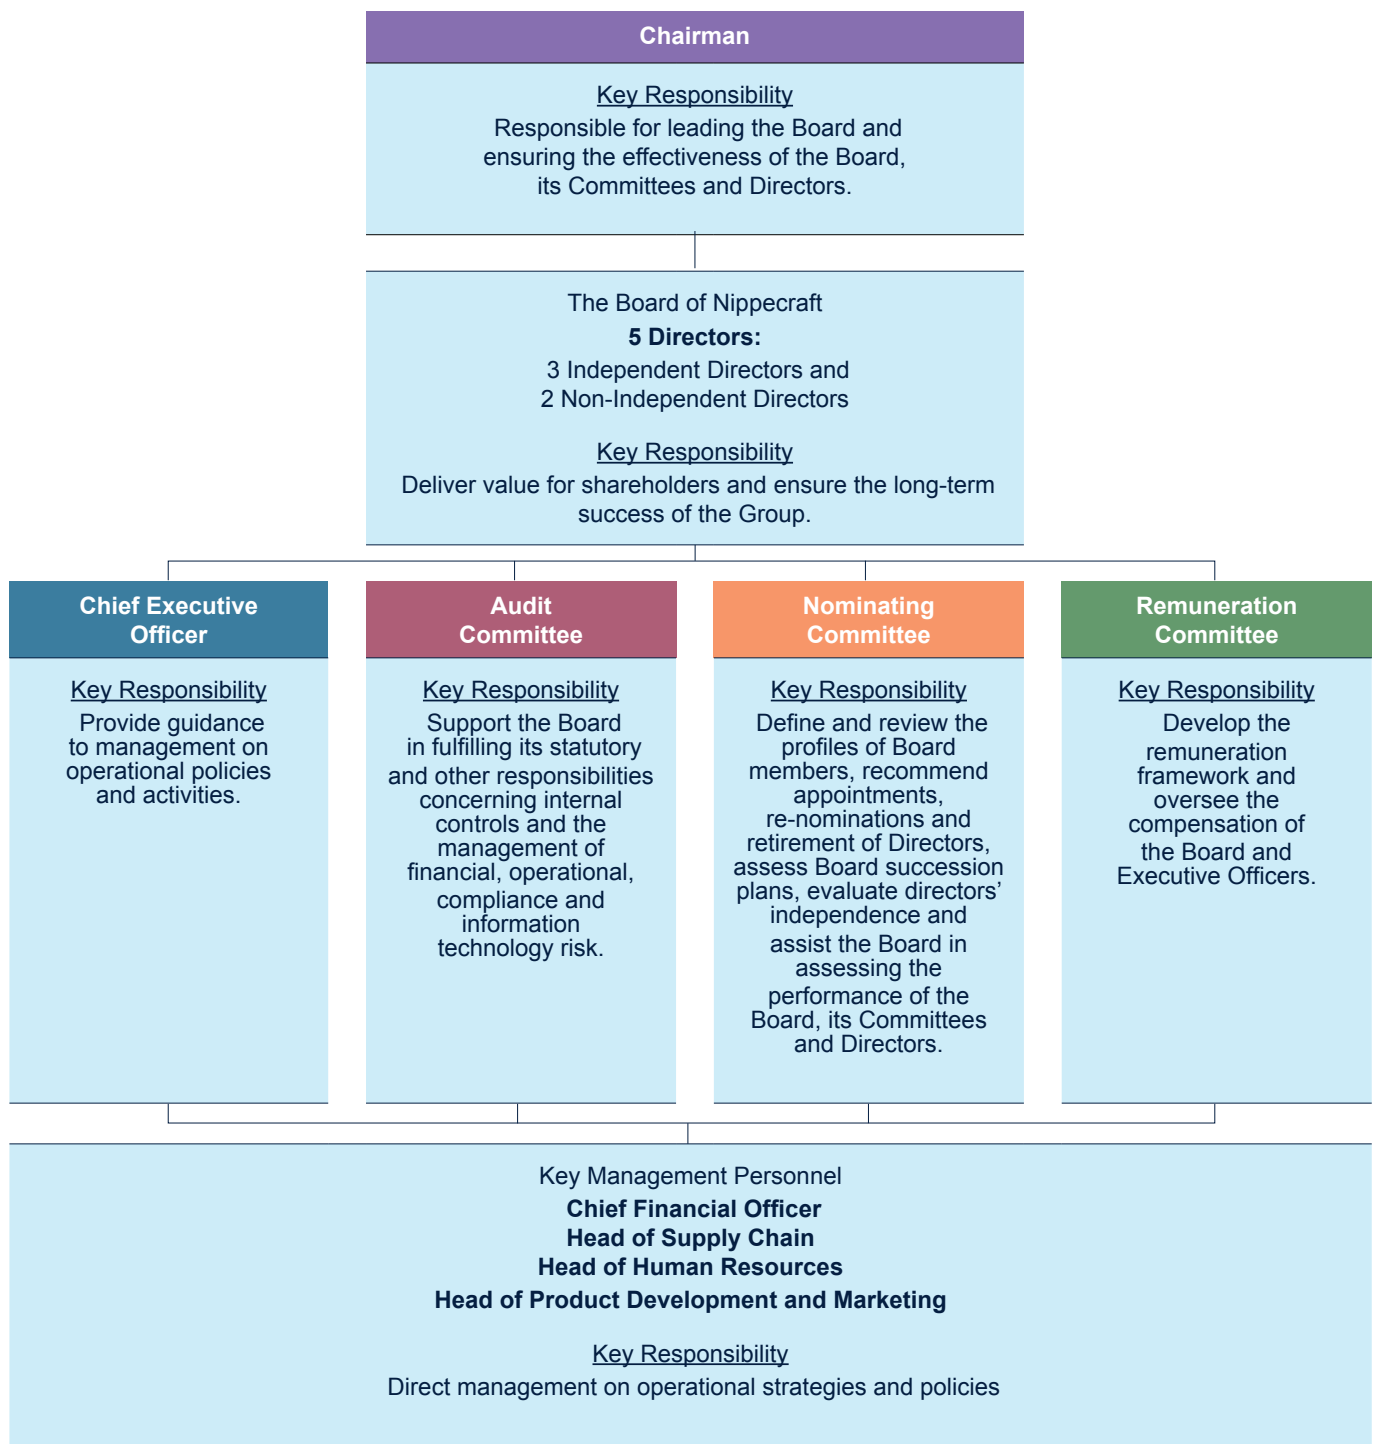 Chairman
Key Responsibility
Responsible for leading the Board and
ensuring the effectiveness of the Board,
its Committees and Directors.
The Board of Nippecraft
5 Directors:
3 Independent Directors and
2 Non-Independent Directors
Key Responsibility
Deliver value for shareholders and ensure the long-term
success of the Group.
Chief Executive
Officer
Key Responsibility
Provide guidance
to management on
operational policies
and activities.
Audit
Committee
Key Responsibility
Support the Board
in fulfilling its statutory
and other responsibilities
concerning internal
controls and the
management of
financial, operational,
compliance and
information
technology risk.
Nominating
Committee
Key Responsibility
Define and review the
profiles of Board
members, recommend
appointments,
re-nominations and
retirement of Directors,
assess Board succession
plans, evaluate directors’
independence and
assist the Board in
assessing the
performance of the
Board, its Committees
and Directors.
Remuneration
Committee
Key Responsibility
Develop the
remuneration
framework and
oversee the
compensation of
the Board and
Executive Officers.
Key Management Personnel
Chief Financial Officer
Head of Supply Chain
Head of Human Resources
Head of Product Development and Marketing
Key Responsibility
Direct management on operational strategies and policies